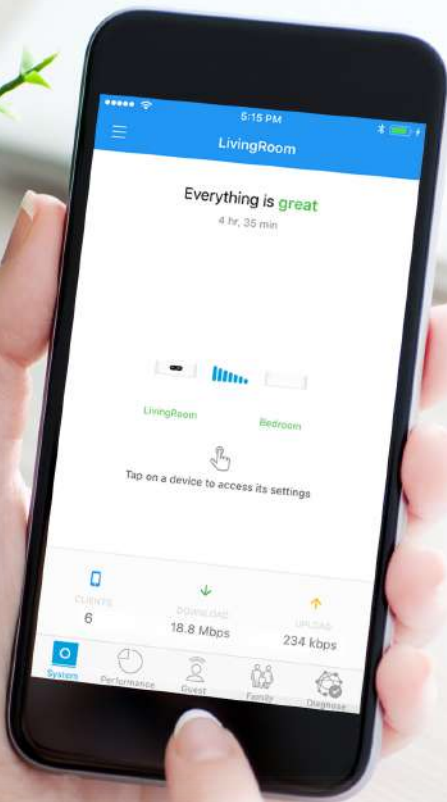 5:15 PM
LivingRoom
Everything is great
4 hr, 35 min
LivingRoom Bedroom
Tap on a device to access its settings
CLIENTS DOWNLOAD UPLOAD
6 18.8 Mbps 234 kbps
System Performance Guest Family Diagnose